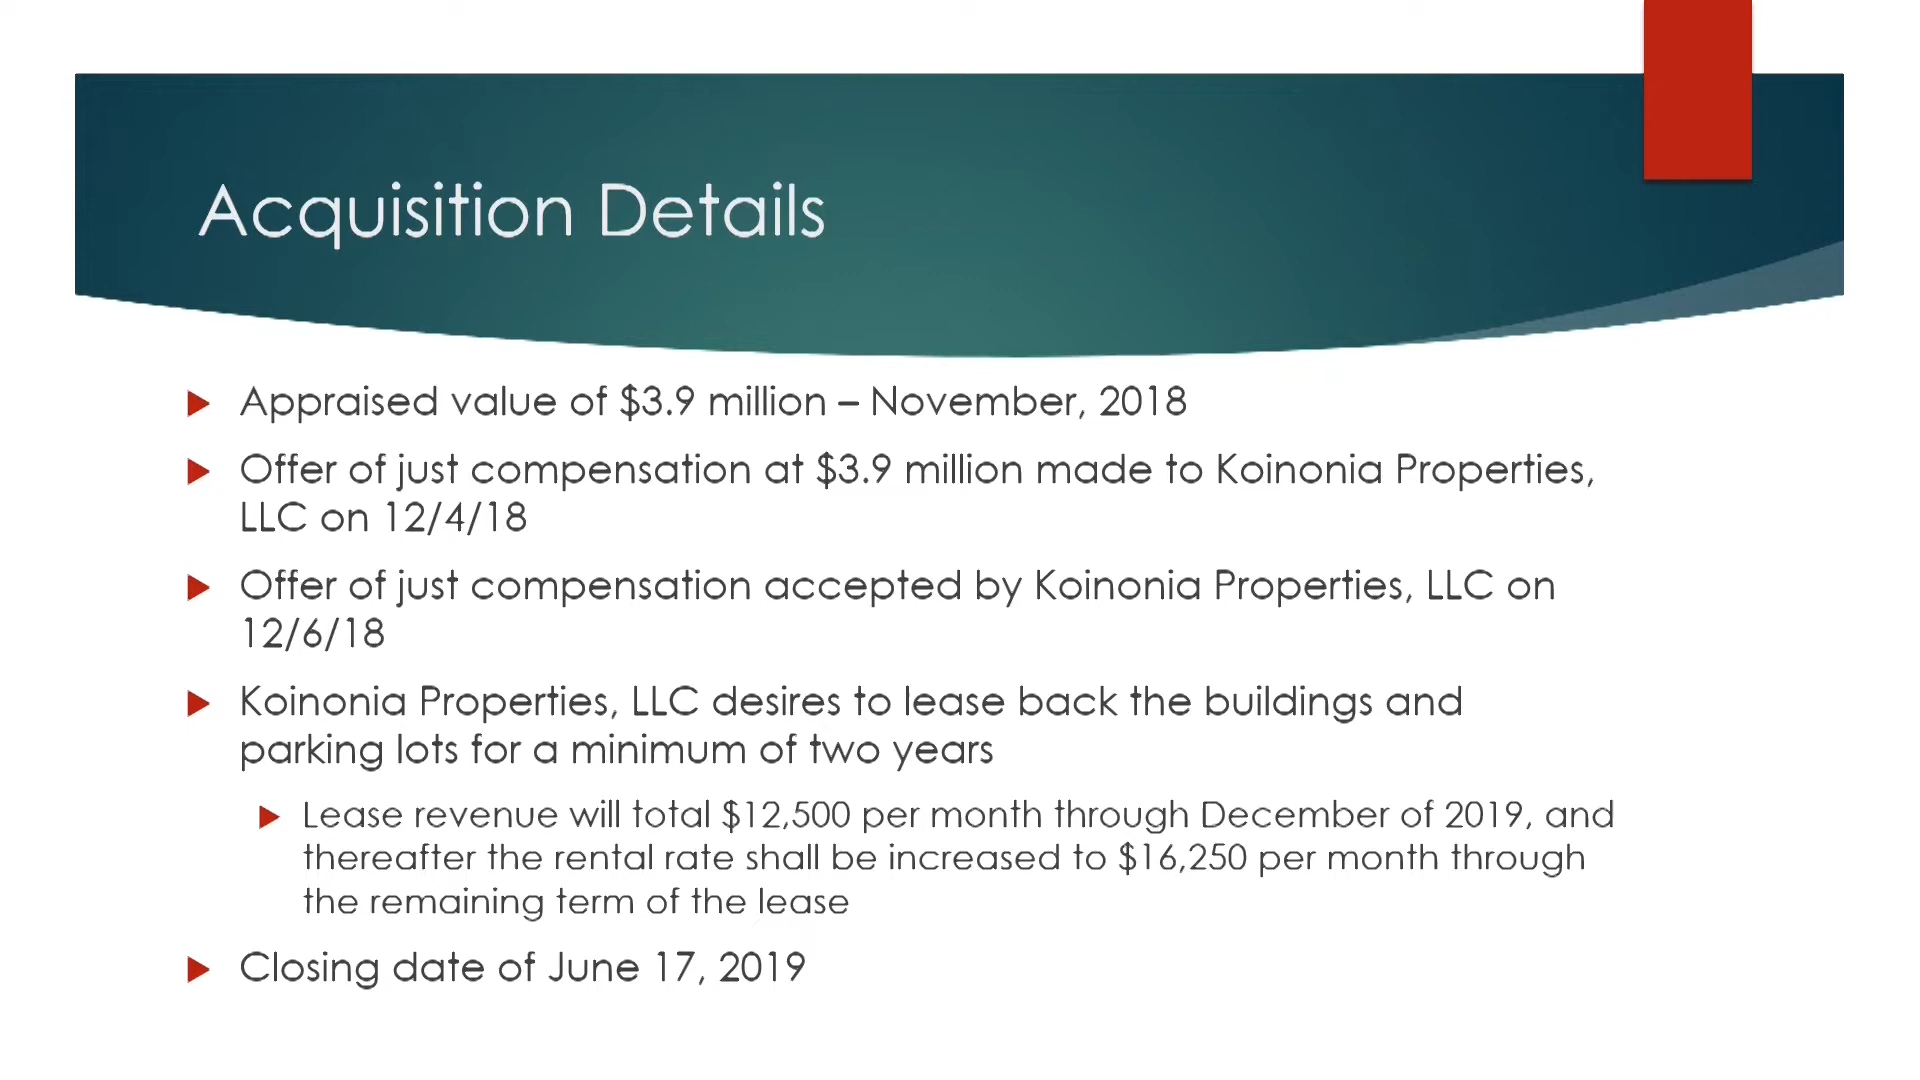 Acquisition Details
Appraised value of $3.9 million – November, 2018
Offer of just compensation at $3.9 million made to Koinonia Properties,
LLC on 12/4/18
Offer of just compensation accepted by Koinonia Properties, LLC on
12/6/18
Koinonia Properties, LLC desires to lease back the buildings and
parking lots for a minimum of two years
Lease revenue will total $12,500 per month through December of 2019, and
thereafter the rental rate shall be increased to $16,250 per month through
the remaining term of the lease
Closing date of June 17, 2019